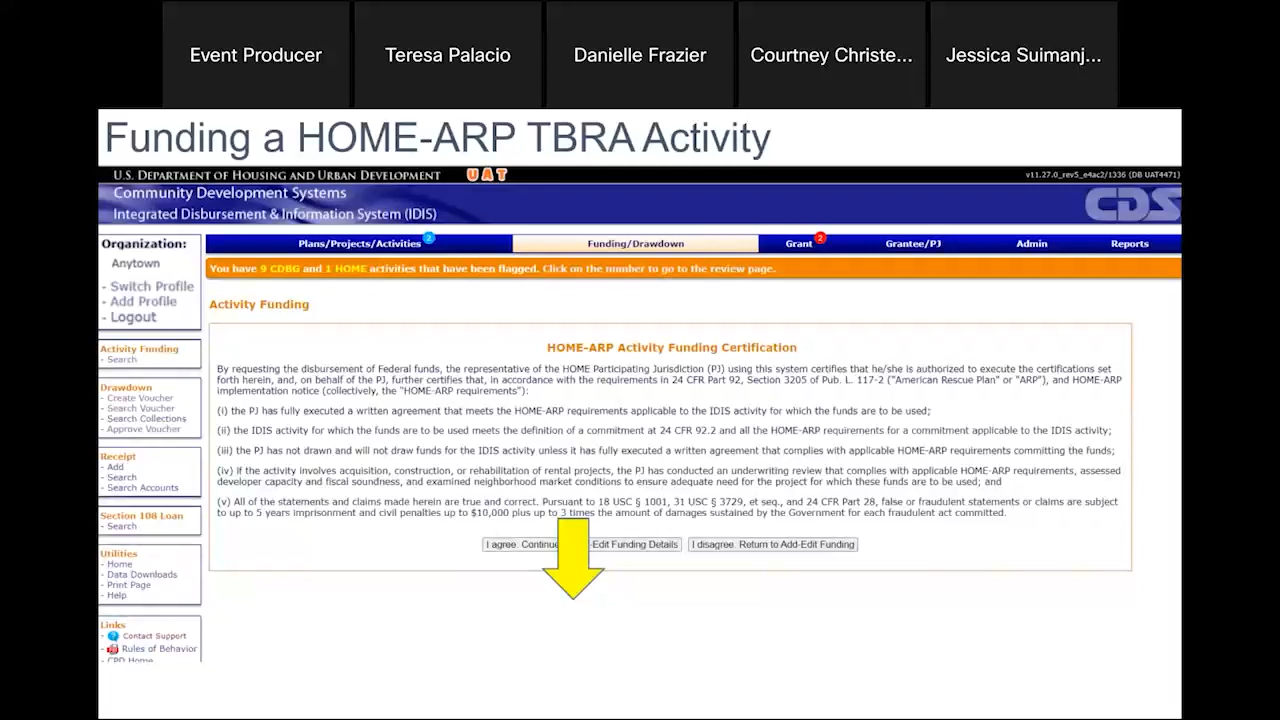 Event Producer
Teresa Palacio
Danielle Frazier
Courtney Christe...
Jessica Suimanj...
Funding a HOME-ARP TBRA Activity
U.S. DEPARTMENT OF HOUSING AND URBAN DEVELOPMENT
UAT
v11.27.0_rev5_e4ac2/1336 (DB UAT4471)
Community Development Systems
Integrated Disbursement & Information System (IDIS)
CDS
Organization:
Anytown
- Switch Profile
- Add Profile
- Logout
Plans/Projects/Activities 2
Funding/Drawdown
Grant 2
Grantee/PJ
Admin
Reports
You have 9 CDBG and 1 HOME activities that have been flagged. Click on the number to go to the review page.
Activity Funding
- Search
Drawdown
- Create Voucher
- Search Voucher
- Search Collections
- Approve Voucher
Receipt
- Add
- Search
- Search Accounts
Section 108 Loan
- Search
Utilities
- Home
- Data Downloads
- Print Page
- Help
Links
- Contact Support
- Rules of Behavior
- CPD Home
Activity Funding
HOME-ARP Activity Funding Certification
By requesting the disbursement of Federal funds, the representative of the HOME Participating Jurisdiction (PJ) using this system certifies that he/she is authorized to execute the certifications set
forth herein, and, on behalf of the PJ, further certifies that, in accordance with the requirements in 24 CFR Part 92, Section 3205 of Pub. L. 117-2 ("American Rescue Plan" or "ARP"), and HOME-ARP
implementation notice (collectively, the "HOME-ARP requirements"):
(i) the PJ has fully executed a written agreement that meets the HOME-ARP requirements applicable to the IDIS activity for which the funds are to be used;
(ii) the IDIS activity for which the funds are to be used meets the definition of a commitment at 24 CFR 92.2 and all the HOME-ARP requirements for a commitment applicable to the IDIS activity;
(iii) the PJ has not drawn and will not draw funds for the IDIS activity unless it has fully executed a written agreement that complies with applicable HOME-ARP requirements committing the funds;
(iv) if the activity involves acquisition, construction, or rehabilitation of rental projects, the PJ has conducted an underwriting review that complies with applicable HOME-ARP requirements, assessed
developer capacity and fiscal soundness, and examined neighborhood market conditions to ensure adequate need for the project for which these funds are to be used; and
(v) All of the statements and claims made herein are true and correct. Pursuant to 18 USC § 1001, 31 USC § 3729, et seq., and 24 CFR Part 28, false or fraudulent statements or claims are subject
to up to 5 years imprisonment and civil penalties up to $10,000 plus up to 3 times the amount of damages sustained by the Government for each fraudulent act committed.
I agree. Continue -Edit Funding Details
I disagree. Return to Add-Edit Funding